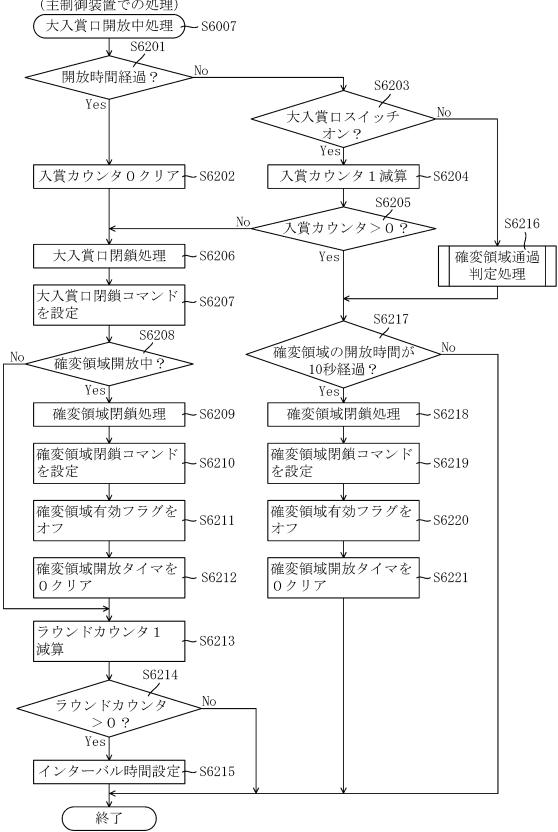 (主制御装置での処理)
大入賞口開放中処理
S6007
S6201
開放時間経過？
No
Yes
S6203
大入賞口スイッチ
オン？
No
Yes
入賞カウンタ０クリア
S6202
入賞カウンタ１減算
S6204
S6205
入賞カウンタ＞０？
No
Yes
S6216
確変領域通過
判定処理
大入賞口閉鎖処理
S6206
大入賞口閉鎖コマンド
を設定
S6207
S6208
確変領域開放中？
No
Yes
S6217
確変領域の開放時間が
10秒経過？
No
Yes
確変領域閉鎖処理
S6209
確変領域閉鎖処理
S6218
確変領域閉鎖コマンド
を設定
S6210
確変領域閉鎖コマンド
を設定
S6219
確変領域有効フラグを
オフ
S6211
確変領域有効フラグを
オフ
S6220
確変領域開放タイマを
０クリア
S6212
確変領域開放タイマを
０クリア
S6221
ラウンドカウンタ１
減算
S6213
S6214
ラウンドカウンタ
＞０？
No
Yes
インターバル時間設定
S6215
終了